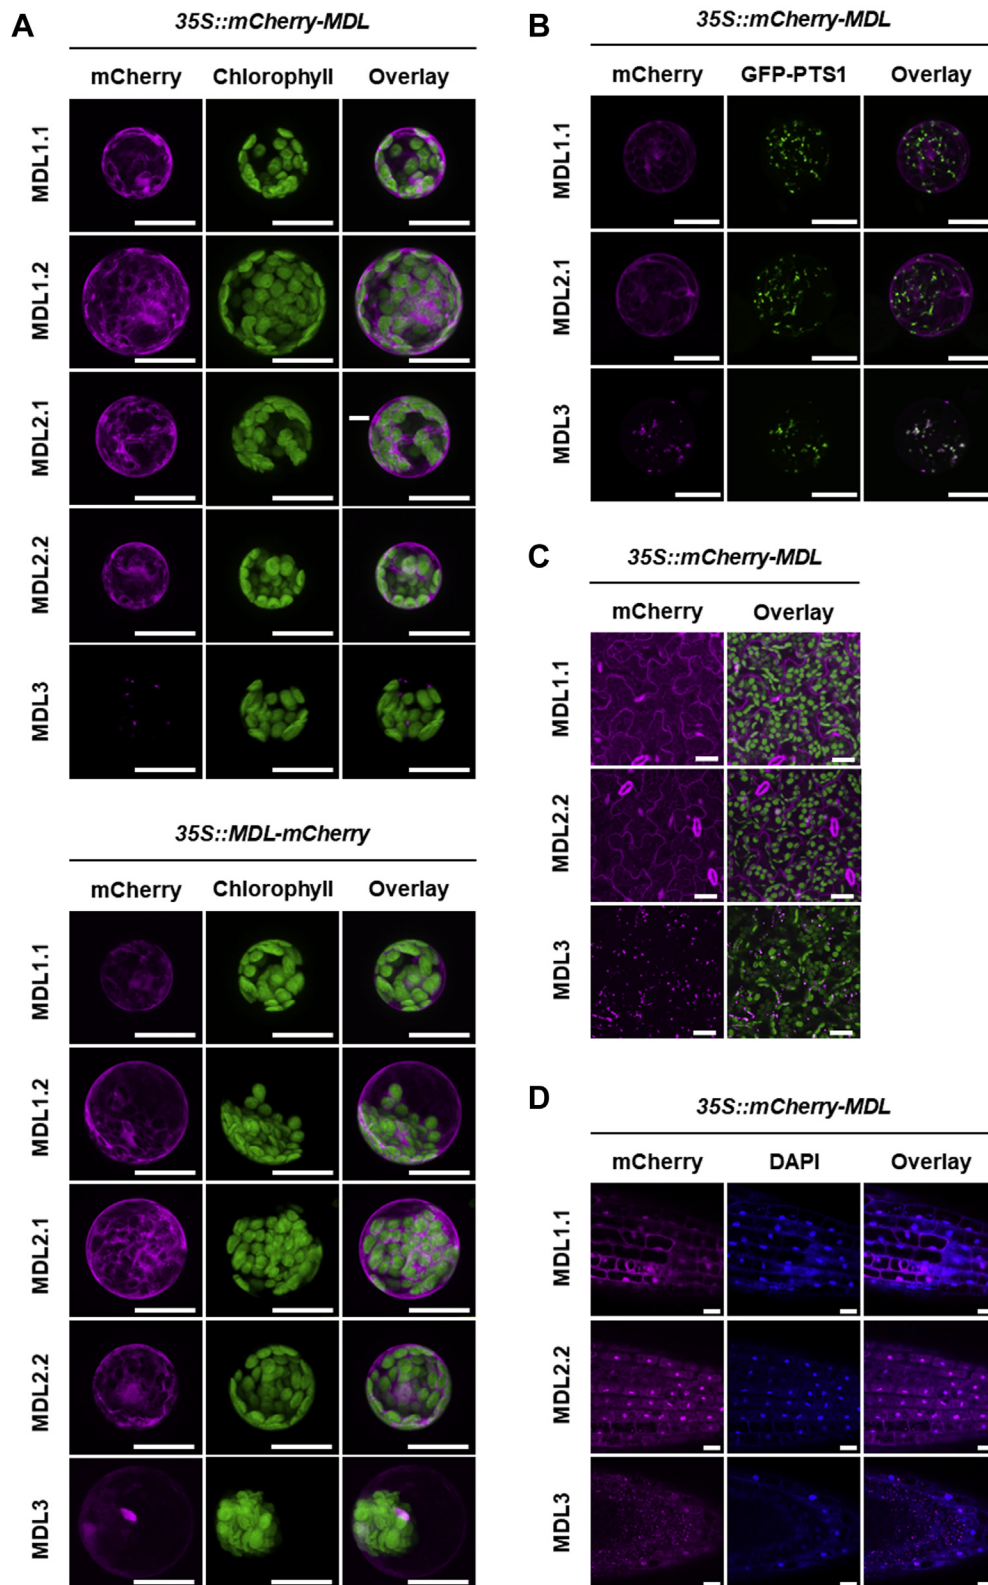 A
35S::mCherry-MDL
mCherry Chlorophyll Overlay
MDL1.1
MDL1.2
MDL2.1
MDL2.2
MDL3
35S::MDL-mCherry
mCherry Chlorophyll Overlay
MDL1.1
MDL1.2
MDL2.1
MDL2.2
MDL3
B
35S::mCherry-MDL
mCherry GFP-PTS1 Overlay
MDL1.1
MDL2.1
MDL3
C
35S::mCherry-MDL
mCherry Overlay
MDL1.1
MDL2.2
MDL3
D
35S::mCherry-MDL
mCherry DAPI Overlay
MDL1.1
MDL2.2
MDL3